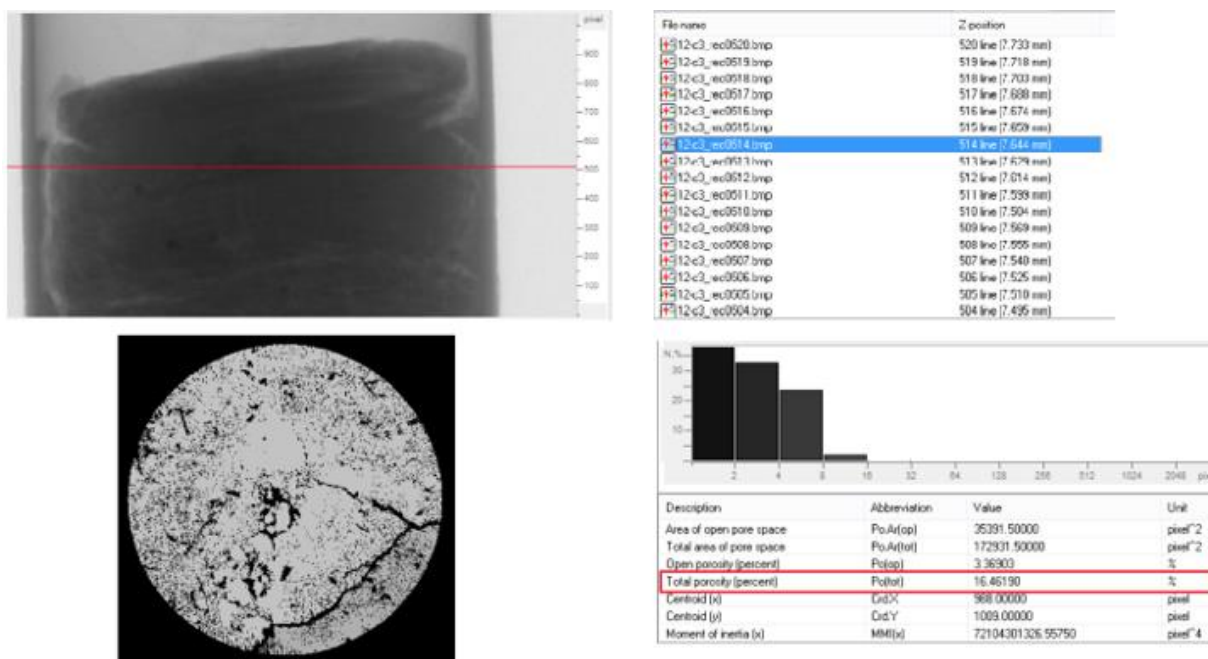 pixel
900
800
700
600
500
400
300
200
100
File name Z position
12-c3_rec0520.bmp 520 line (7.733 mm)
12-c3_rec0519.bmp 519 line (7.718 mm)
12-c3_rec0518.bmp 518 line (7.703 mm)
12-c3_rec0517.bmp 517 line (7.688 mm)
12-c3_rec0516.bmp 516 line (7.674 mm)
12-c3_rec0515.bmp 515 line (7.659 mm)
12-c3_rec0514.bmp 514 line (7.644 mm)
12-c3_rec0513.bmp 513 line (7.629 mm)
12-c3_rec0512.bmp 512 line (7.614 mm)
12-c3_rec0511.bmp 511 line (7.599 mm)
12-c3_rec0510.bmp 510 line
12-c3_rec0509.bmp 509 line (7.569 mm)
12-c3_rec0508.bmp 508 line (7.555 mm)
12-c3_rec0507.bmp 507 line (7.540 mm)
12-c3_rec0506.bmp 506 line (7.525 mm)
12-c3_rec0505.bmp 505 line (7.510 mm)
12-c3_rec0504.bmp 504 line (7.495 mm)
N,%
30
20
10
2 4 8 16 32 64 128 256 512 1024 2048
Description Abbreviation Value Unit
Area of open pore space Po.Ar(op) 35391.50000 pixel^2
Total area of pore space Po.Ar(tot) 172931.50000 pixel^2
Open porosity (percent) Po(op) 3.36903 %
Total porosity (percent) Po(tot) 16.46190 %
Centroid (x) Crd.X 988.00000 pixel
Centroid (y) Crd.Y 1009.00000 pixel
Moment of inertia (x) MMI(x) 72104301326.55750 pixel^4